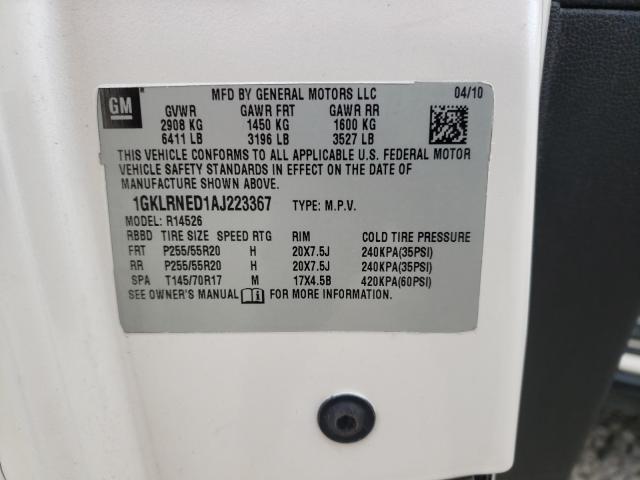 GM
MFD BY GENERAL MOTORS LLC 04/10
GVWR GAWR FRT GAWR RR
2908 KG 1450 KG 1600 KG
6411 LB 3196 LB 3527 LB
THIS VEHICLE CONFORMS TO ALL APPLICABLE U.S. FEDERAL MOTOR
VEHICLE SAFETY STANDARDS IN EFFECT ON THE DATE OF
MANUFACTURE SHOWN ABOVE.
1GKLRNED1AJ223367 TYPE: M.P.V.
MODEL: R14526
RBBD TIRE SIZE SPEED RTG RIM COLD TIRE PRESSURE
FRT P255/55R20 H 20X7.5J 240KPA(35PSI)
RR P255/55R20 H 20X7.5J 240KPA(35PSI)
SPA T145/70R17 M 17X4.5B 420KPA(60PSI)
SEE OWNER'S MANUAL FOR MORE INFORMATION.